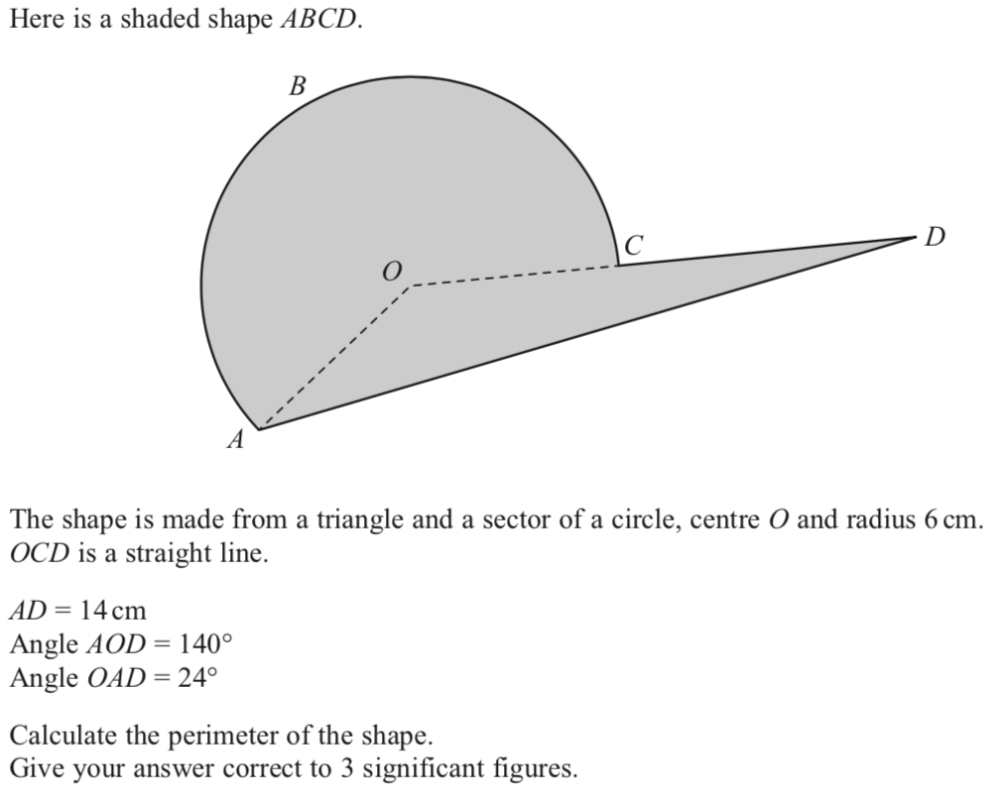 Here is a shaded shape ABCD.
B
C
D
O
A
The shape is made from a triangle and a sector of a circle, centre O and radius 6 cm.
OCD is a straight line.
AD = 14 cm
Angle AOD = 140°
Angle OAD = 24°
Calculate the perimeter of the shape.
Give your answer correct to 3 significant figures.